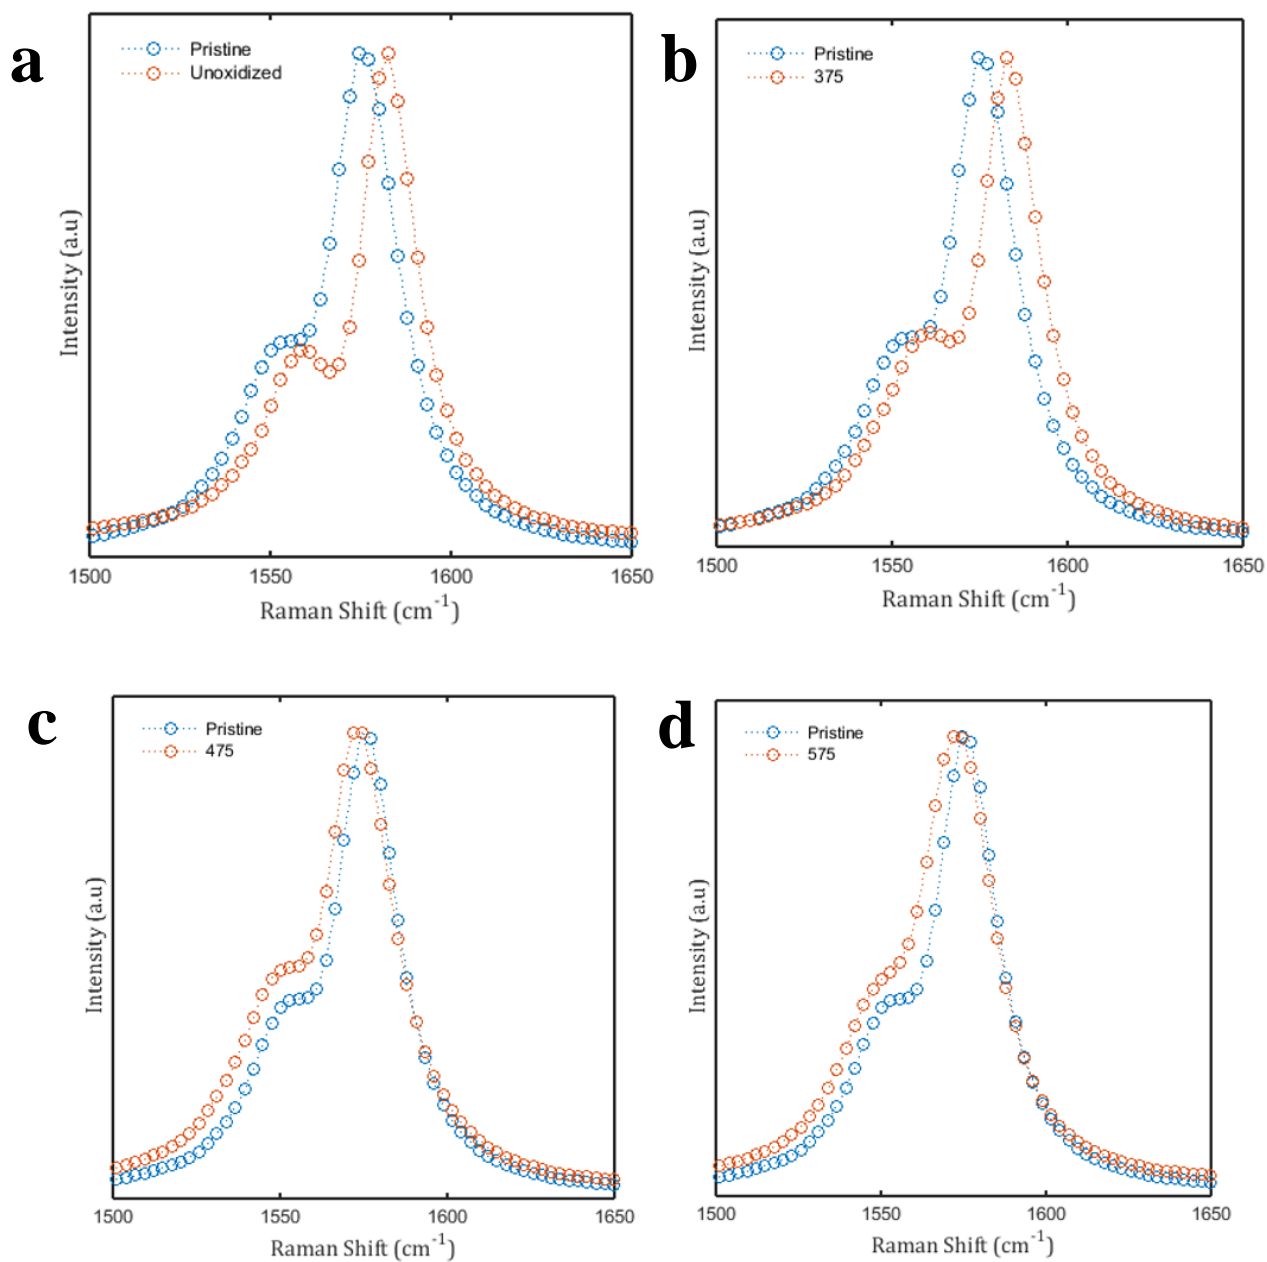 a
Pristine
Unoxidized
Intensity (a.u)
1500 1550 1600 1650
Raman Shift (cm-1)
b
Pristine
375
Intensity (a.u)
1500 1550 1600 1650
Raman Shift (cm-1)
c
Pristine
475
Intensity (a.u)
1500 1550 1600 1650
Raman Shift (cm-1)
d
Pristine
575
Intensity (a.u)
1500 1550 1600 1650
Raman Shift (cm-1)